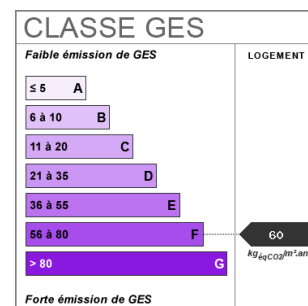 CLASSE GES
Faible émission de GES
LOGEMENT
≤ 5 A
6 à 10 B
11 à 20 C
21 à 35 D
36 à 55 E
56 à 80 F
60
kgéqCO2/m².an
> 80 G
Forte émission de GES